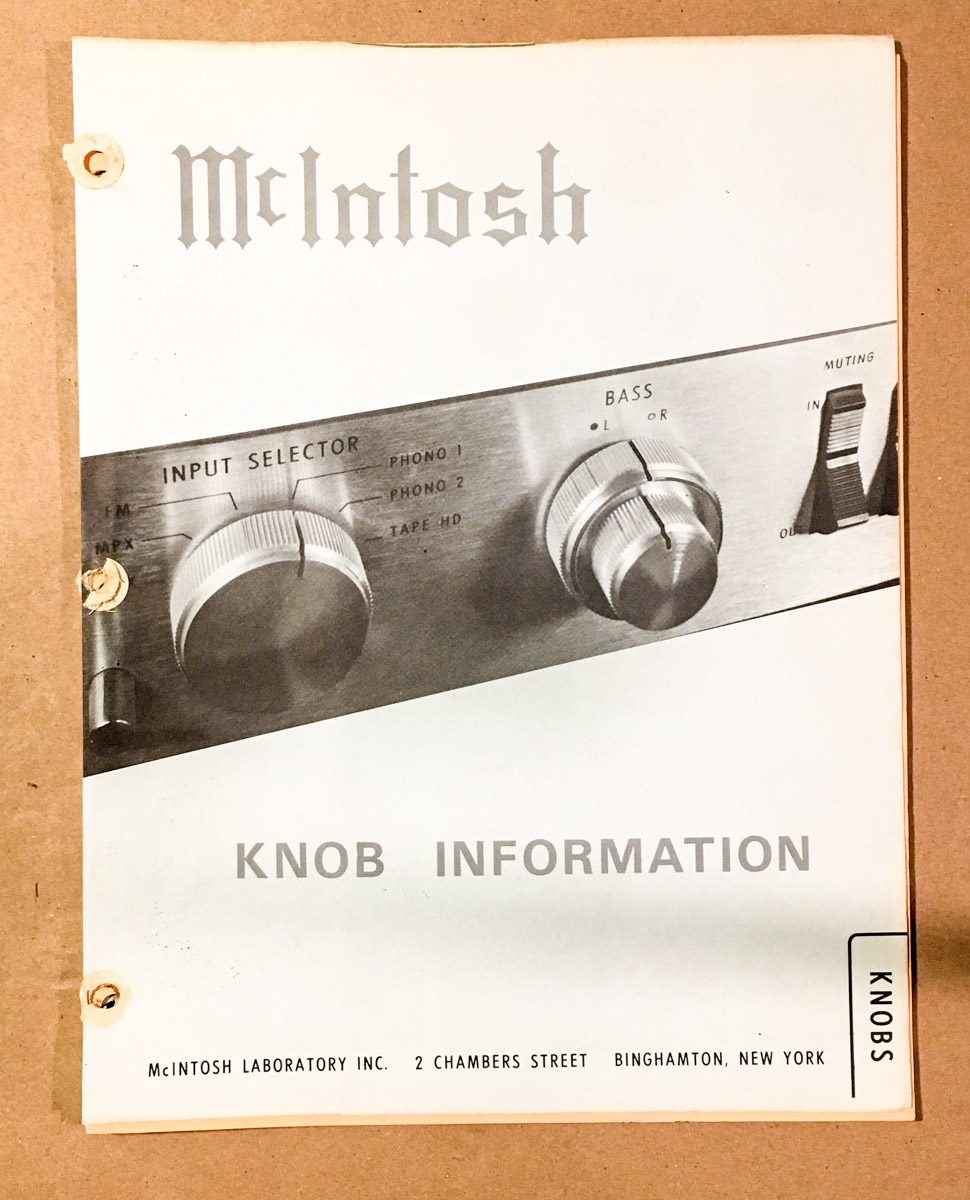 McIntosh
MUTING
IN
OUT
BASS
L R
INPUT SELECTOR
PHONO 1
PHONO 2
TAPE HD
FM
MPX
KNOB INFORMATION
KNOBS
McINTOSH LABORATORY INC. 2 CHAMBERS STREET BINGHAMTON, NEW YORK